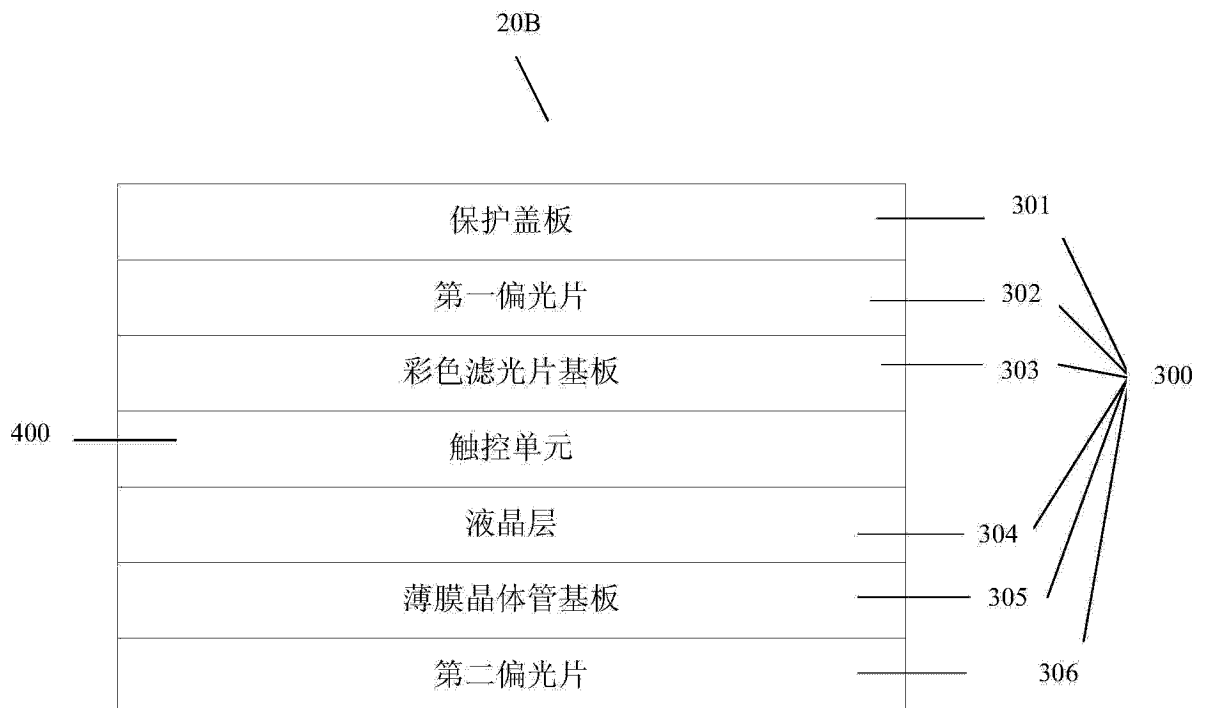 20B
保护盖板
301
第一偏光片
302
彩色滤光片基板
303
300
400
触控单元
液晶层
304
薄膜晶体管基板
305
第二偏光片
306